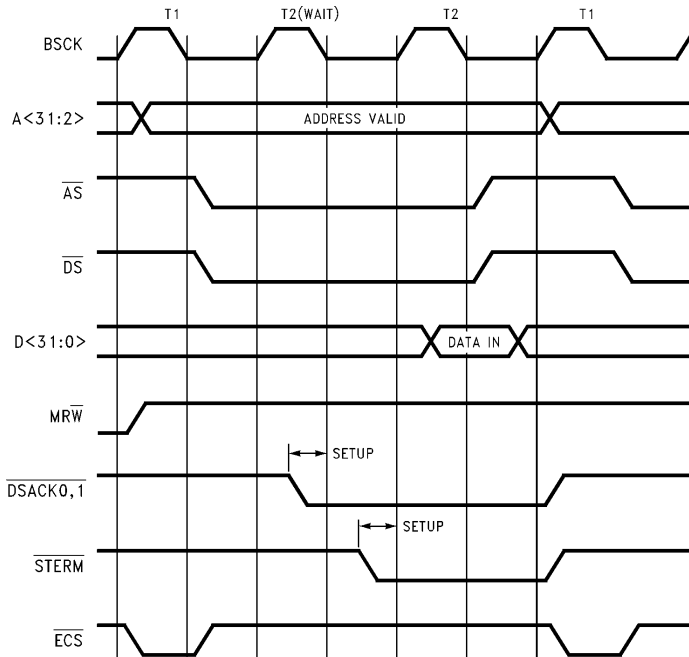 T1 T2(WAIT) T2 T1
BSCK
A<31:2> ADDRESS VALID
AS
DS
D<31:0> DATA IN
MRW
SETUP
DSACK0,1
SETUP
STERM
ECS